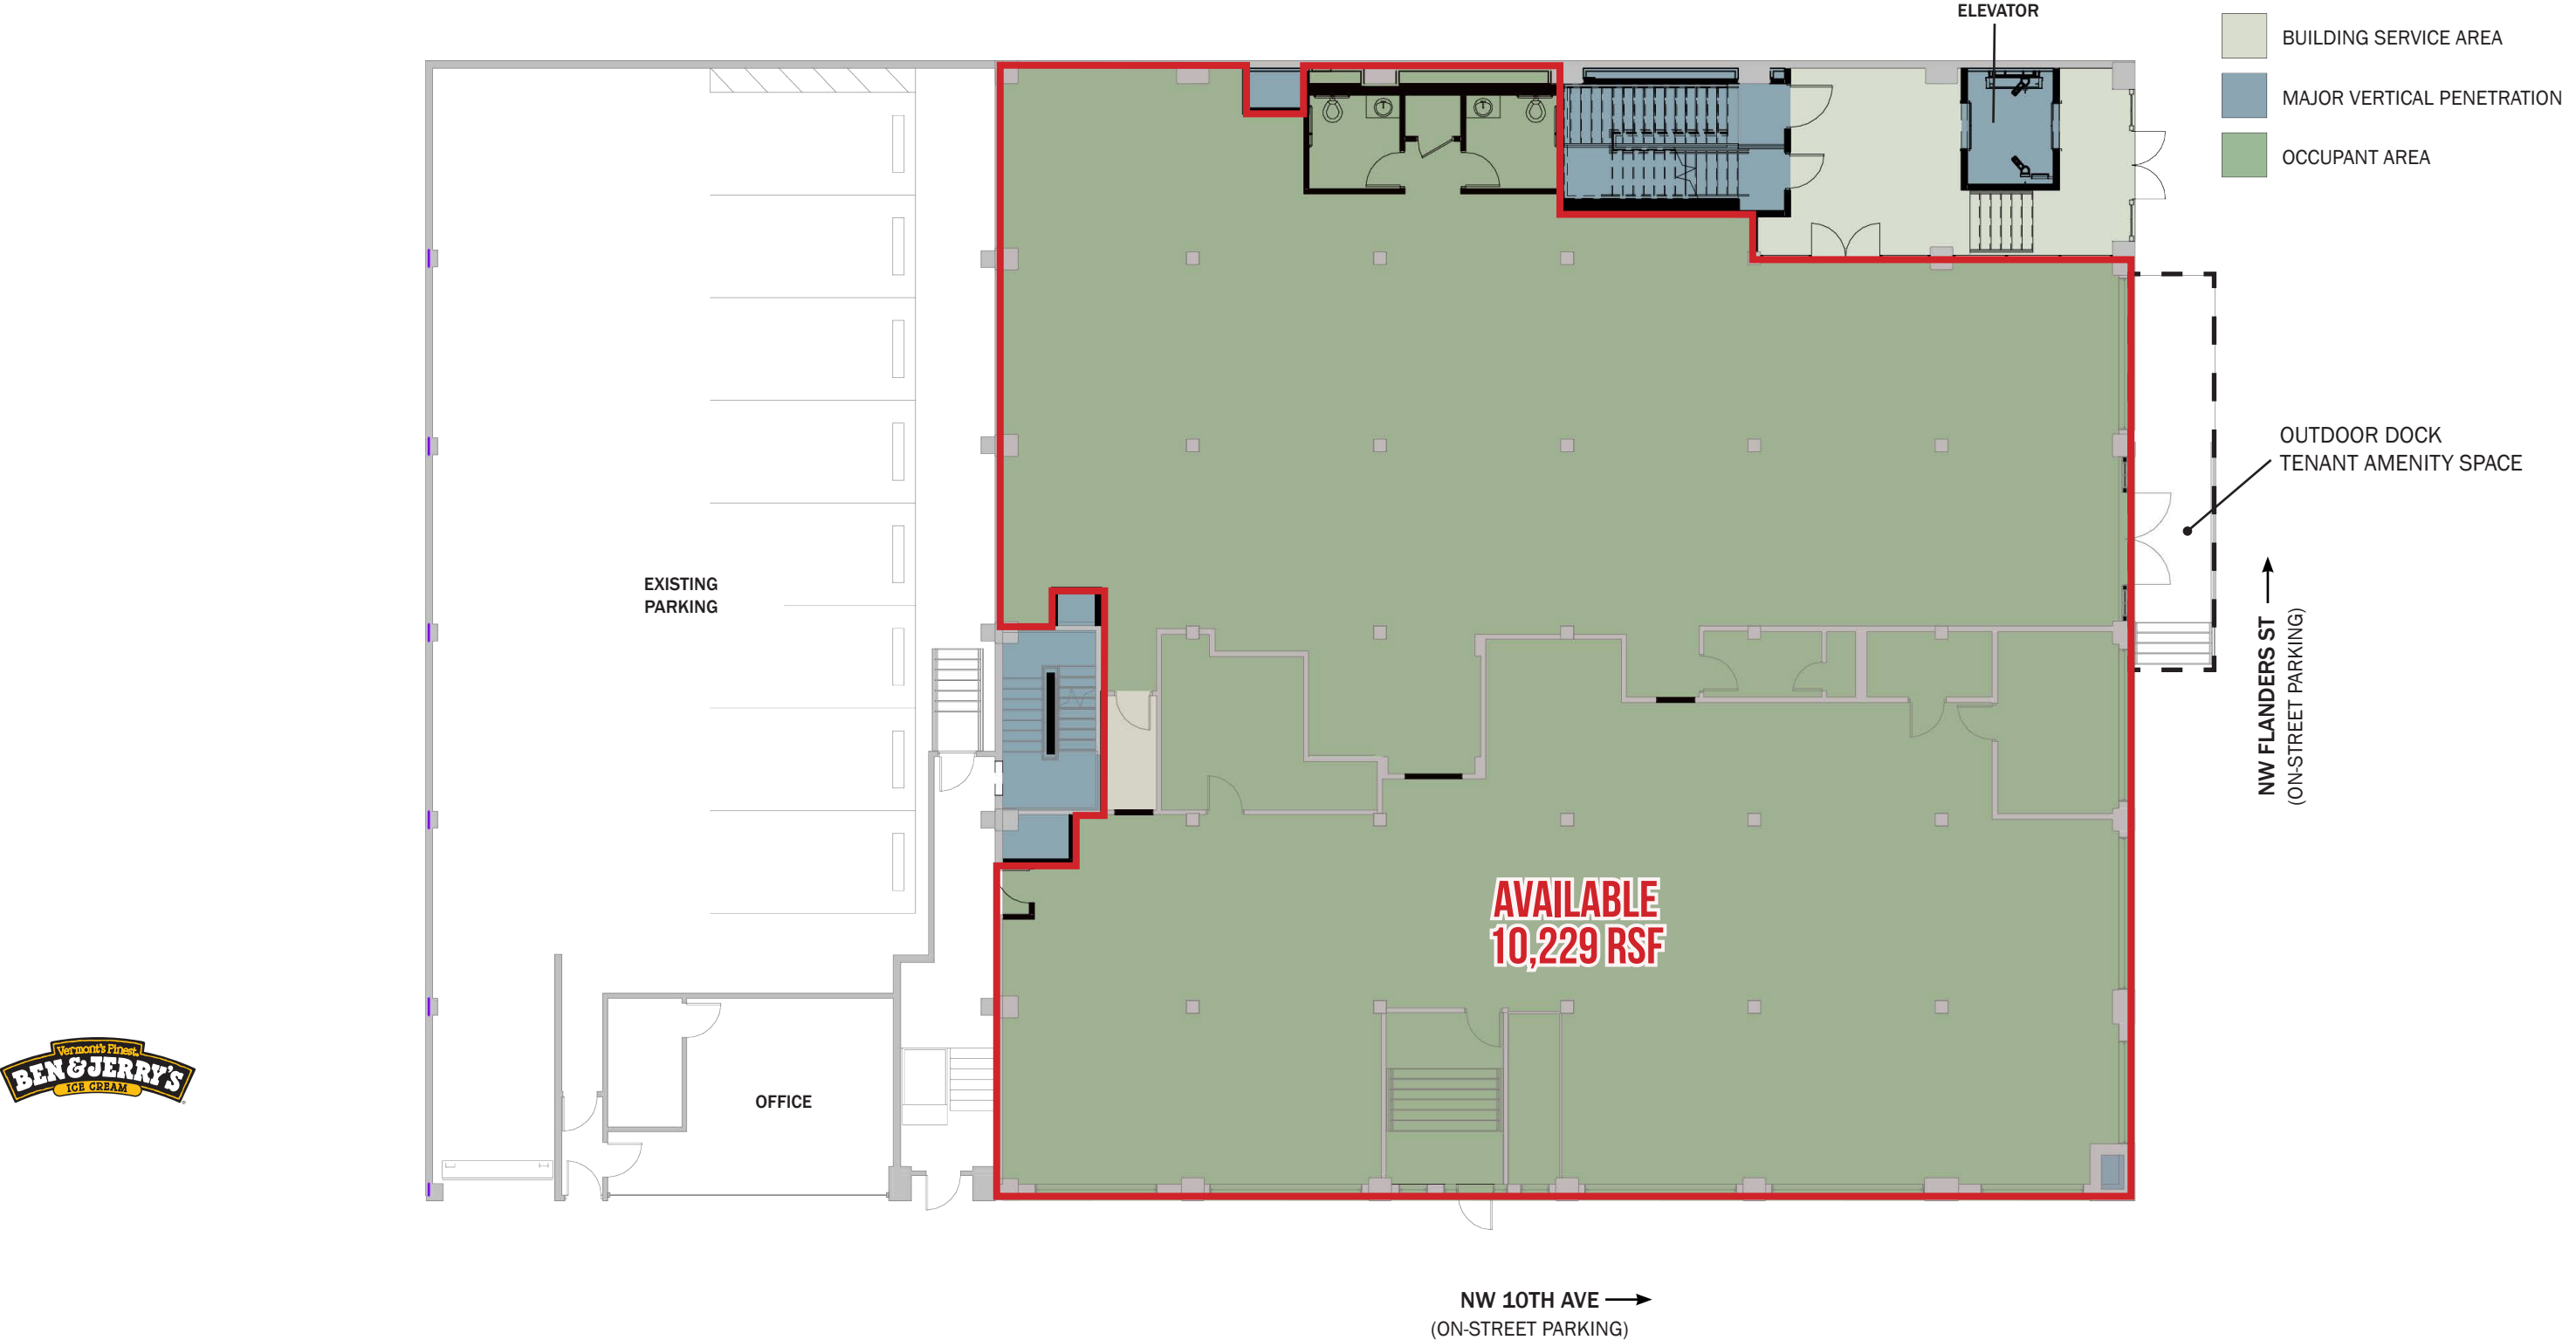 ELEVATOR
BUILDING SERVICE AREA
MAJOR VERTICAL PENETRATION
OCCUPANT AREA
OUTDOOR DOCK
TENANT AMENITY SPACE
EXISTING
PARKING
NW FLANDERS ST
(ON-STREET PARKING)
AVAILABLE
10,229 RSF
Vermont's Finest
BEN & JERRY'S
ICE CREAM
OFFICE
NW 10TH AVE
(ON-STREET PARKING)